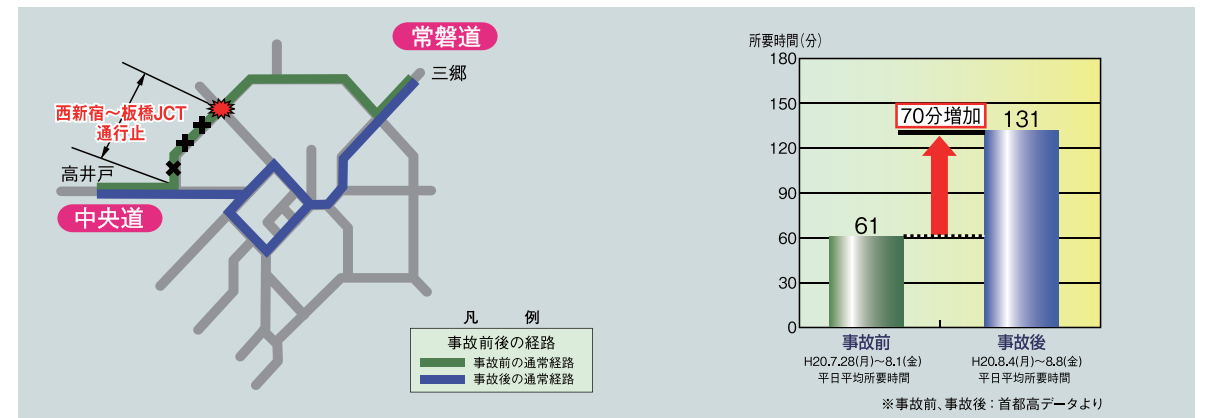 常磐道
三郷
西新宿～板橋JCT
通行止
高井戸
中央道
凡 例
事故前後の経路
事故前の通常経路
事故後の通常経路
所要時間(分)
180
150
120
90
60
30
0
70分増加
131
61
事故前
H20.7.28(月)～8.1(金)
平日平均所要時間
事故後
H20.8.4(月)～8.8(金)
平日平均所要時間
※事故前、事故後：首都高データより